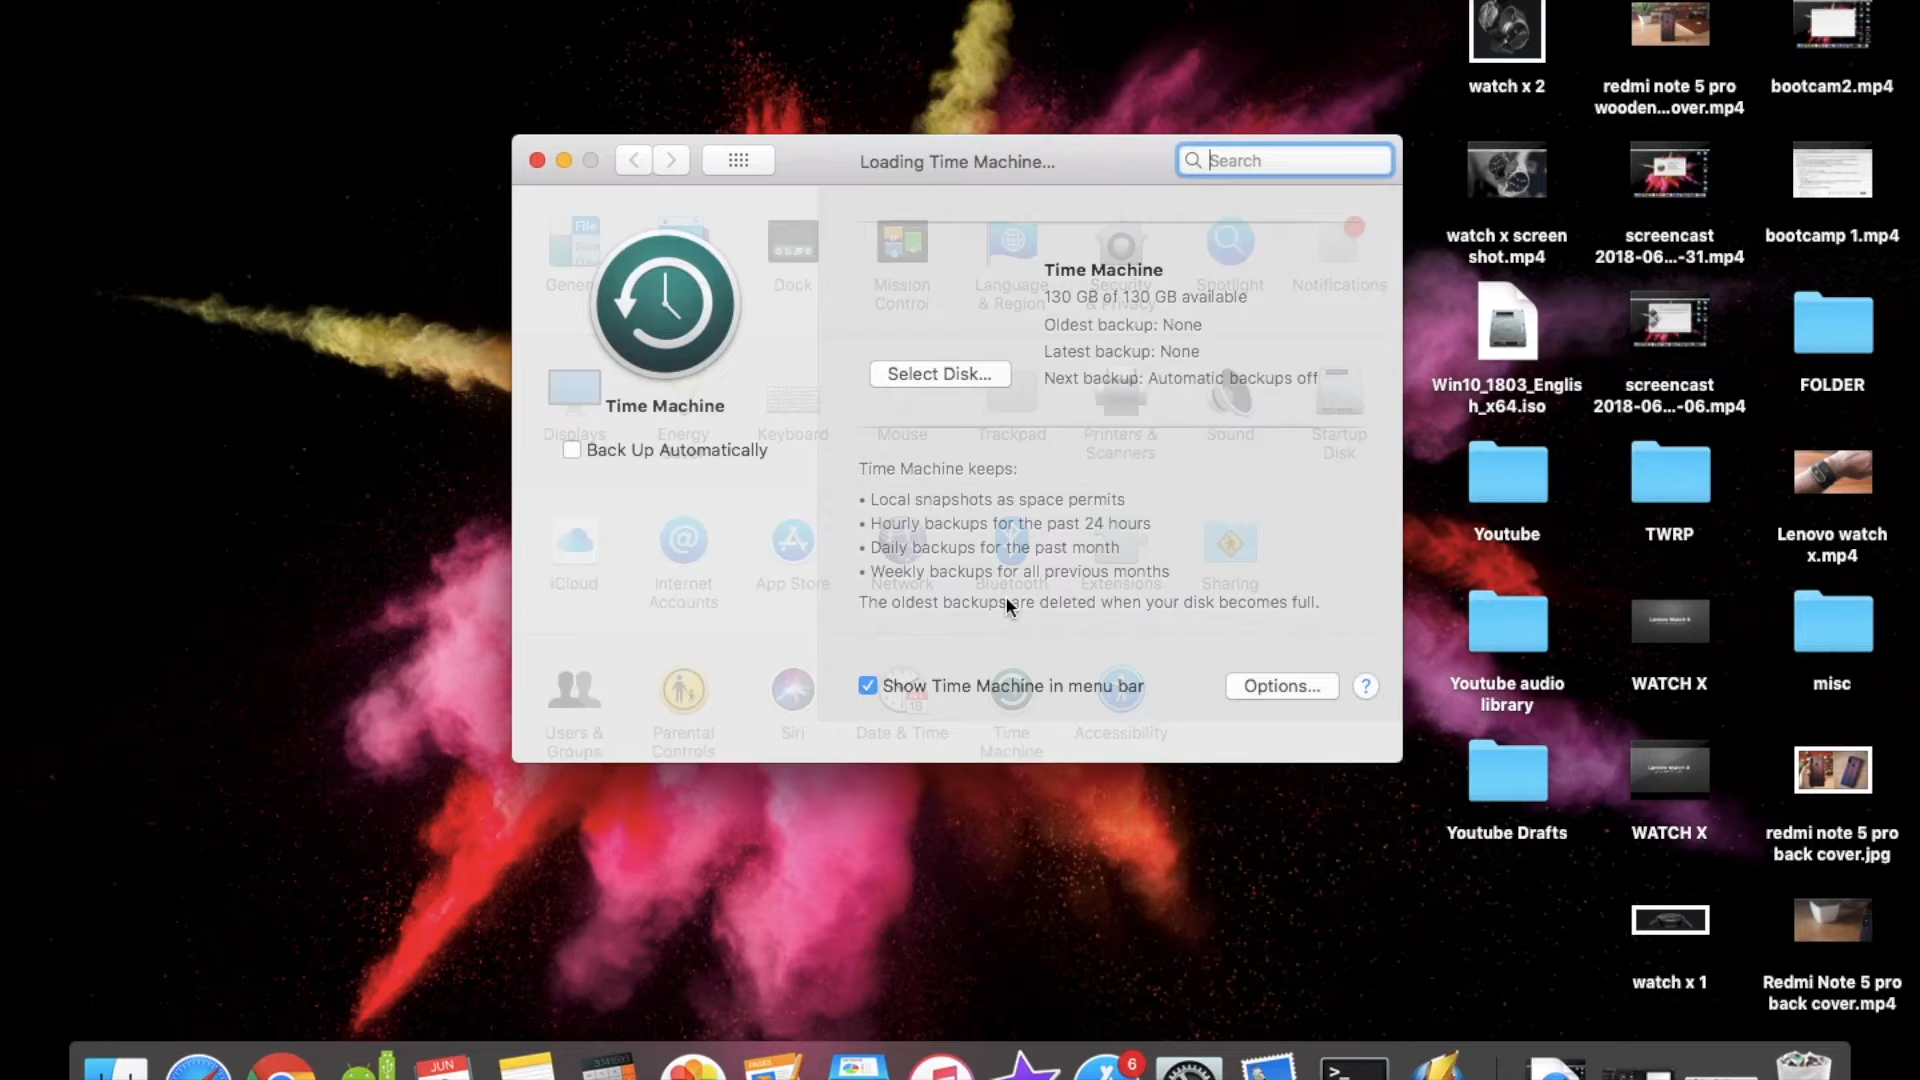 Loading Time Machine...
Search
File
New
General
Dock
Mission
Control
Language
& Region
Security
& Privacy
Spotlight
Notifications
Time Machine
130 GB of 130 GB available
Oldest backup: None
Latest backup: None
Next backup: Automatic backups off
Select Disk...
Time Machine
Back Up Automatically
Displays
Energy
Keyboard
Mouse
Trackpad
Printers &
Scanners
Sound
Startup
Disk
Time Machine keeps:
• Local snapshots as space permits
• Hourly backups for the past 24 hours
• Daily backups for the past month
• Weekly backups for all previous months
The oldest backups are deleted when your disk becomes full.
iCloud
Internet
Accounts
App Store
Network
Bluetooth
Extensions
Sharing
Show Time Machine in menu bar
Options...
?
18
Users &
Groups
Parental
Controls
Siri
Date & Time
Time
Machine
Accessibility
watch x 2
redmi note 5 pro
wooden...over.mp4
bootcam2.mp4
watch x screen
shot.mp4
screencast
2018-06...-31.mp4
bootcamp 1.mp4
Win10_1803_Englis
h_x64.iso
screencast
2018-06...-06.mp4
FOLDER
Youtube
TWRP
Lenovo watch
x.mp4
Youtube audio
library
WATCH X
misc
Youtube Drafts
WATCH X
redmi note 5 pro
back cover.jpg
watch x 1
Redmi Note 5 pro
back cover.mp4
JUN
PAGES
6